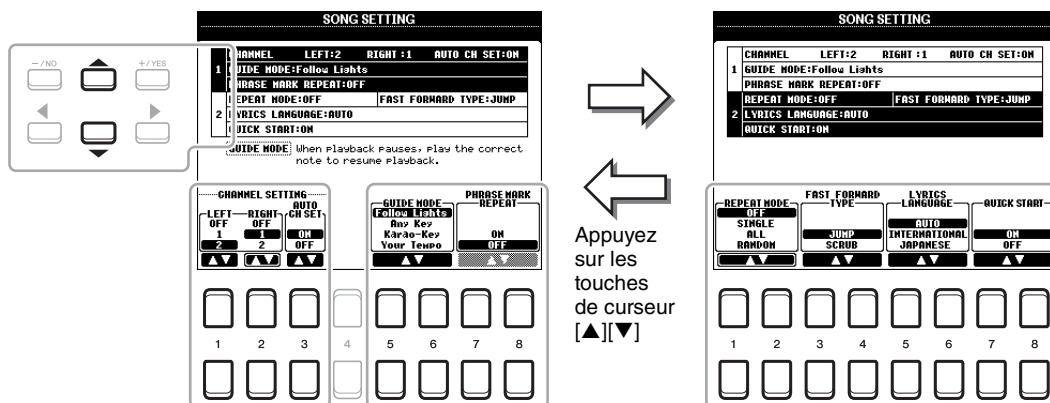 SONG SETTING
-/NO
+/YES
CHANNEL LEFT:2 RIGHT :1 AUTO CH SET:ON
1 GUIDE MODE:Follow Lights
PHRASE MARK REPEAT:OFF
REPEAT MODE:OFF FAST FORWARD TYPE:JUMP
2 LYRICS LANGUAGE:AUTO
QUICK START:ON
GUIDE MODE When playback pauses, play the correct
note to resume playback.
CHANNEL SETTING
LEFT RIGHT AUTO CH SET
OFF OFF
1 1 ON
2 2 OFF
GUIDE MODE
Follow Lights
Any Key
Karao-Key
Your Tempo
PHRASE MARK
REPEAT
ON
OFF
▲▼ ▲▼ ▲▼ ▲▼ ▲▼
1 2 3 4 5 6 7 8
Appuyez
sur les
touches
de curseur
[▲][▼]
SONG SETTING
CHANNEL LEFT:2 RIGHT :1 AUTO CH SET:ON
1 GUIDE MODE:Follow Lights
PHRASE MARK REPEAT:OFF
REPEAT MODE:OFF FAST FORWARD TYPE:JUMP
2 LYRICS LANGUAGE:AUTO
QUICK START:ON
REPEAT MODE
OFF
SINGLE
ALL
RANDOM
FAST FORWARD
TYPE
JUMP
SCRUB
LYRICS
LANGUAGE
AUTO
INTERNATIONAL
JAPANESE
QUICK START
ON
OFF
▲▼ ▲▼ ▲▼ ▲▼
1 2 3 4 5 6 7 8